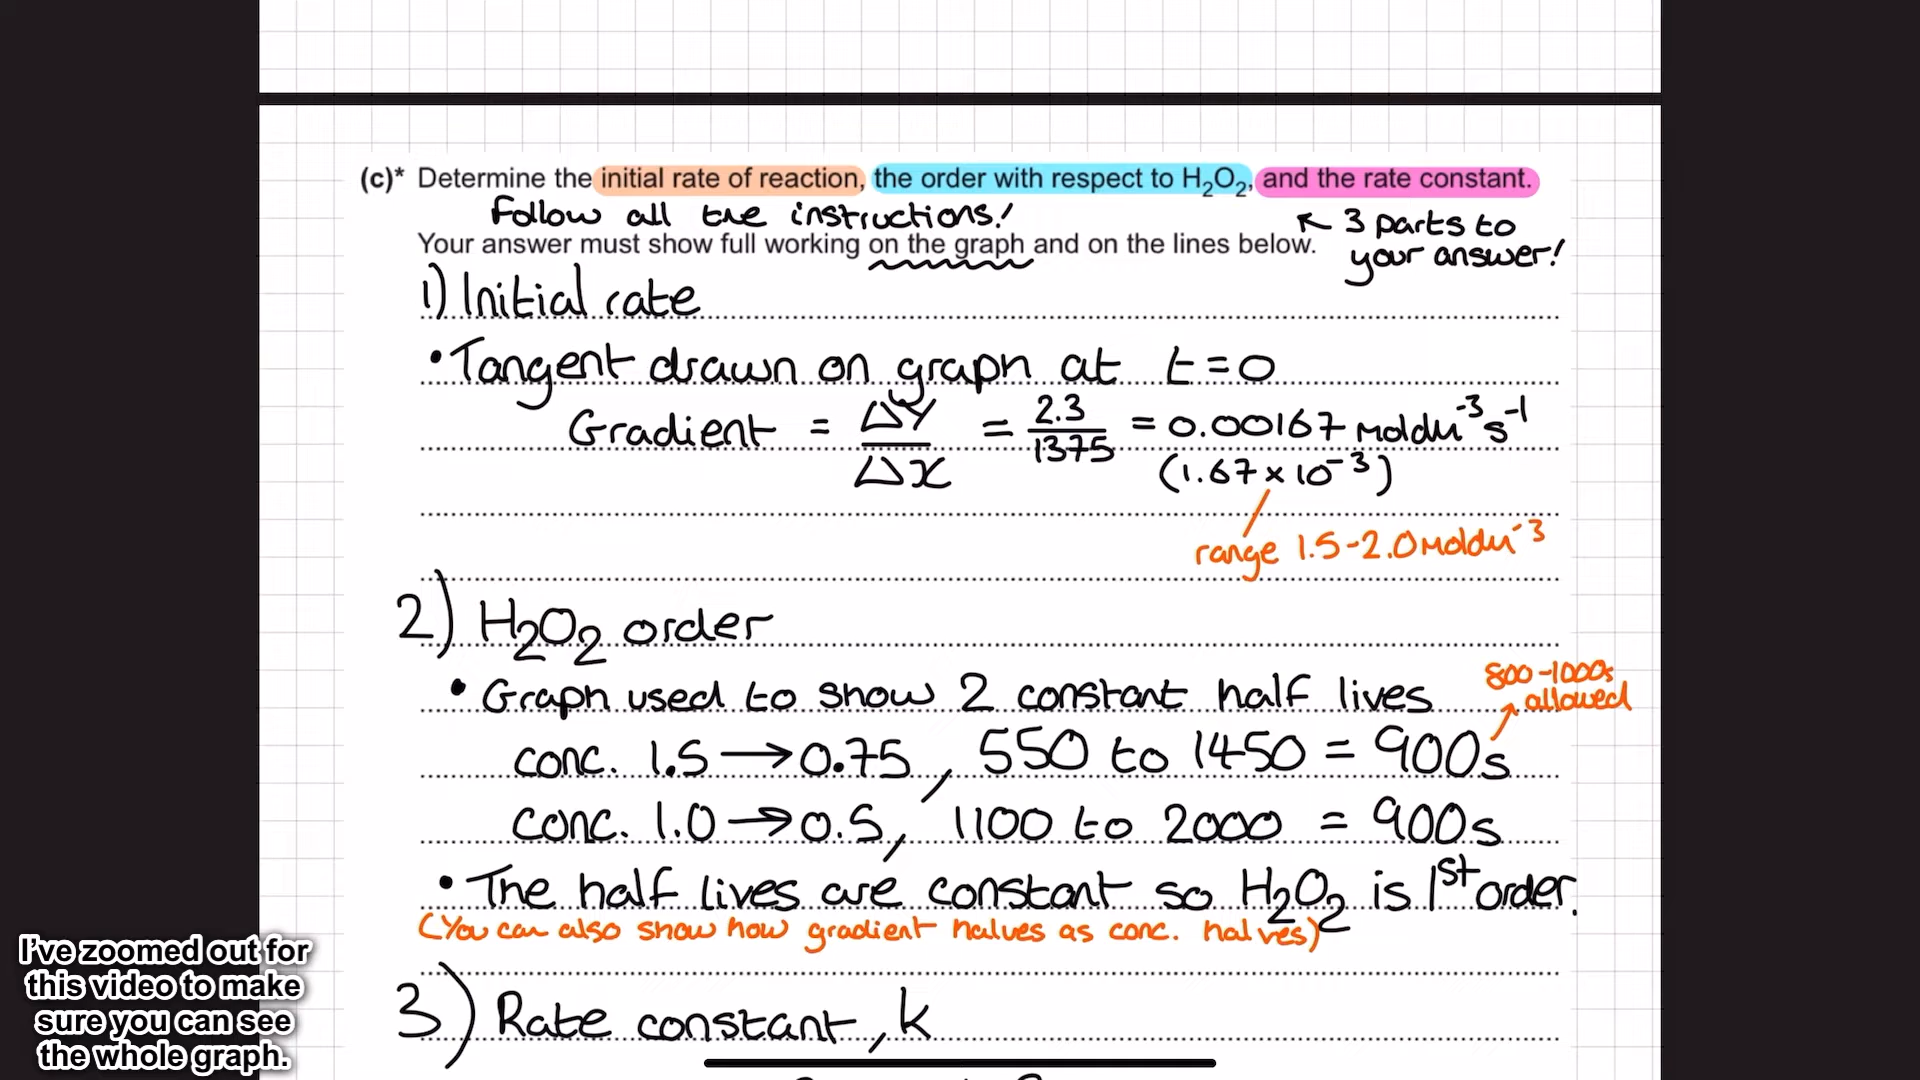 (c)* Determine the initial rate of reaction, the order with respect to H₂O₂, and the rate constant.
Follow all the instructions!
↖ 3 parts to your answer!
Your answer must show full working on the graph and on the lines below.
1) Initial rate
• Tangent drawn on graph at t = 0
Gradient = ΔY/Δx = 2.3/1375 = 0.00167 moldm⁻³s⁻¹
(1.67 × 10⁻³)
range 1.5-2.0 moldm⁻³
2) H₂O₂ order
• Graph used to show 2 constant half lives
800-1000s allowed
conc. 1.5 → 0.75, 550 to 1450 = 900s
conc. 1.0 → 0.5, 1100 to 2000 = 900s
• The half lives are constant so H₂O₂ is 1st order.
(You can also show how gradient halves as conc. halves)
3) Rate constant, k
I've zoomed out for
this video to make
sure you can see
the whole graph.